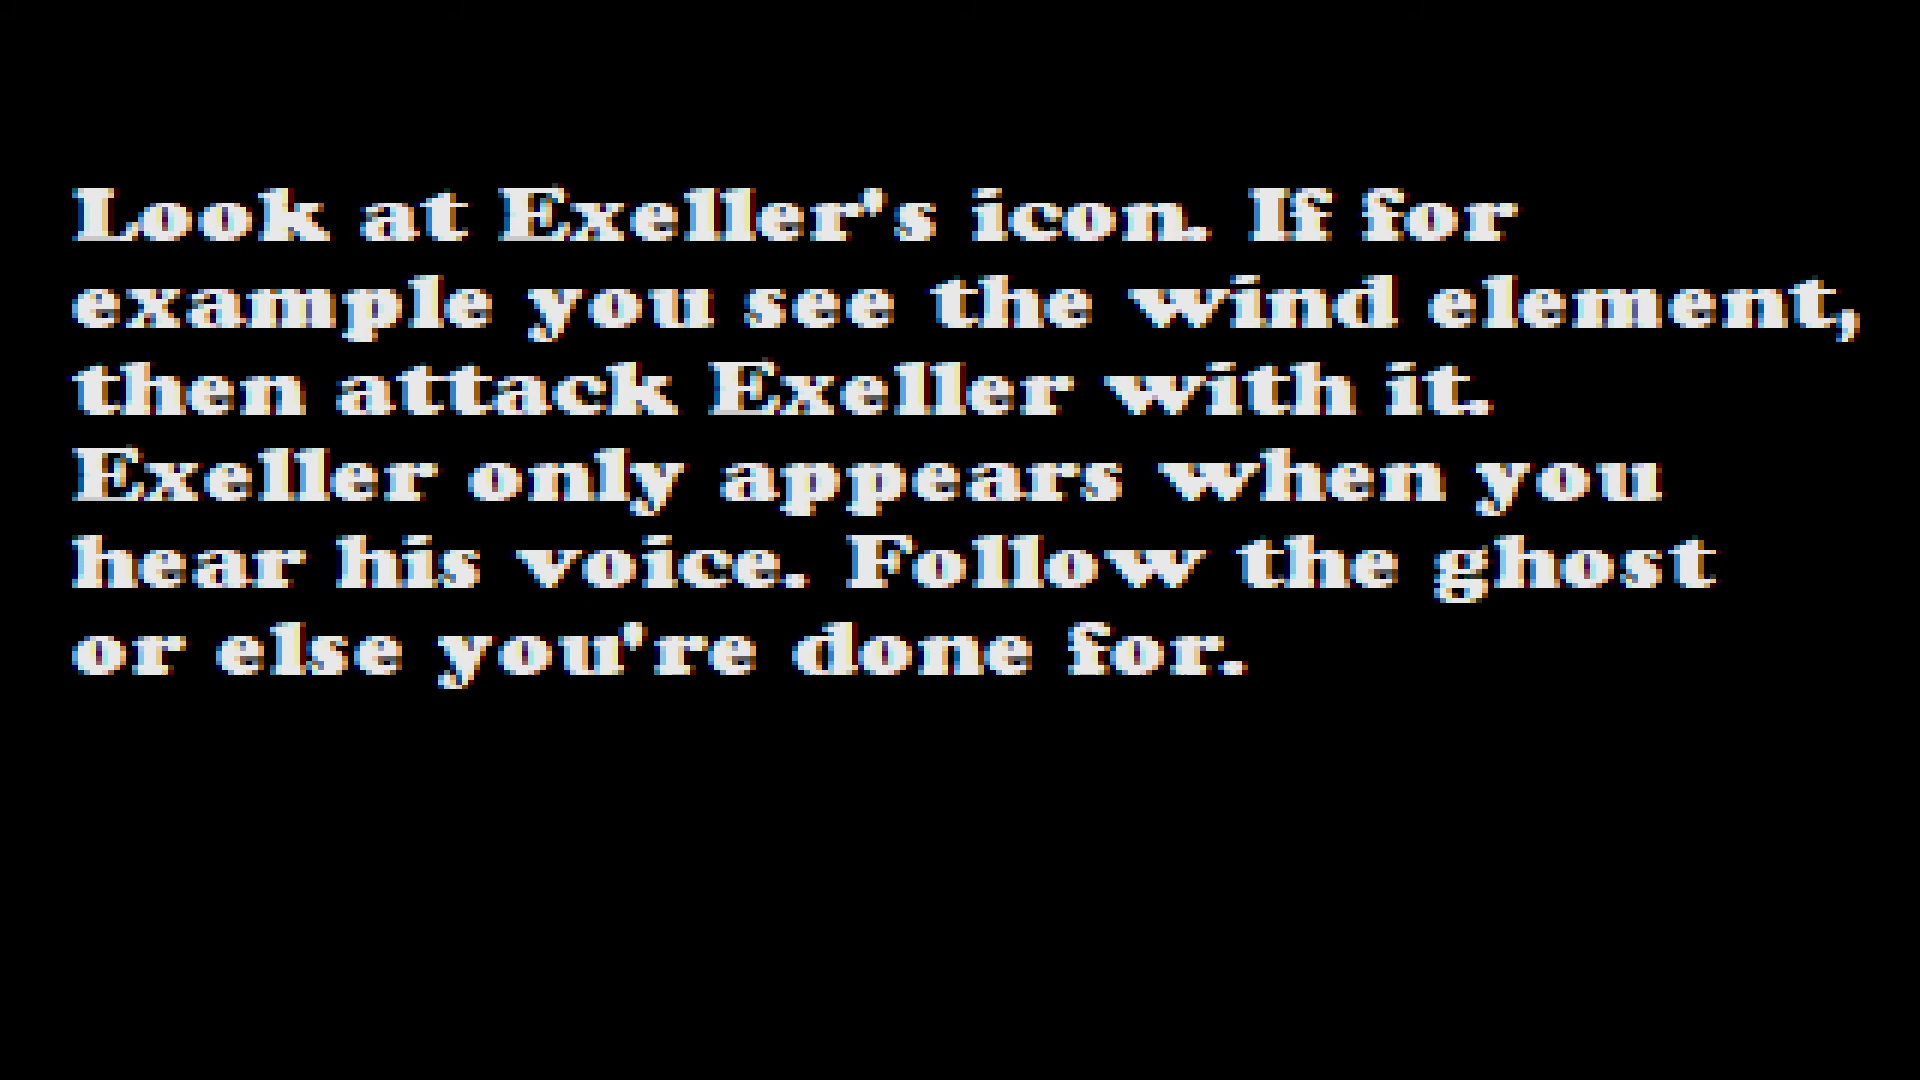 Look at Exeller's icon. If for
example you see the wind element,
then attack Exeller with it.
Exeller only appears when you
hear his voice. Follow the ghost
or else you're done for.